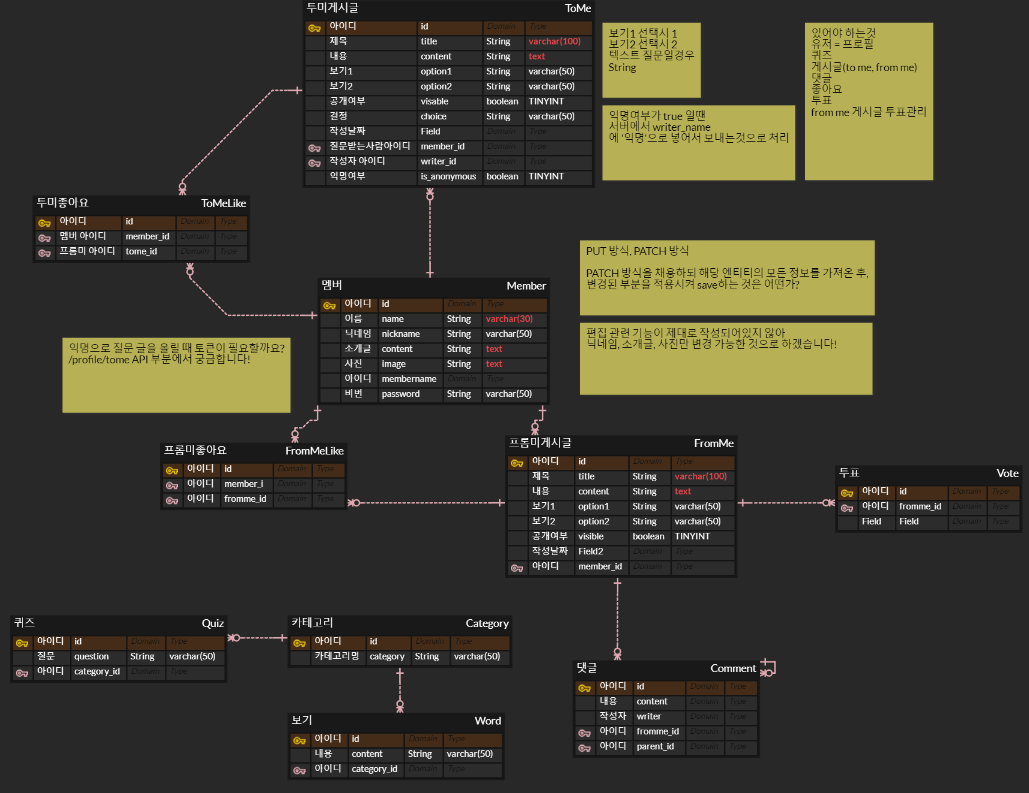 투미게시글 ToMe
아이디 id Domain Type
제목 title String varchar(100)
내용 content String text
보기1 option1 String varchar(50)
보기2 option2 String varchar(50)
공개여부 visable boolean TINYINT
결정 choice String varchar(50)
작성날짜 Field Domain Type
질문받는사람아이디 member_id Domain Type
작성자 아이디 writer_id Domain Type
익명여부 is_anonymous boolean TINYINT
보기1 선택시 1
보기2 선택시 2
텍스트 질문일경우
String
익명여부가 true 일땐
서버에서 writer_name
에 '익명'으로 넣어서 보내는것으로 처리
있어야 하는것
유저 = 프로필
퀴즈
게시글(to me, from me)
댓글
좋아요
투표
from me 게시글 투표관리
투미좋아요 ToMeLike
아이디 id Domain Type
멤버 아이디 member_id Domain Type
프롬미 아이디 tome_id Domain Type
멤버 Member
아이디 id Domain Type
이름 name String varchar(30)
닉네임 nickname String varchar(50)
소개글 content String text
사진 image String text
아이디 membername Domain Type
비번 password String varchar(50)
PUT 방식, PATCH 방식
PATCH 방식을 채용하되 해당 엔티티의 모든 정보를 가져온 후,
변경된 부분을 적용시켜 save하는 것은 어떤가?
편집 관련 기능이 제대로 작성되어있지 않아
닉네임, 소개글, 사진만 변경 가능한 것으로 하겠습니다!
익명으로 질문 글을 올릴 때 토큰이 필요할까요?
/profile/tome API 부분에서 궁금합니다!
프롬미좋아요 FromMeLike
아이디 id Domain Type
아이디 member_i Domain Type
아이디 fromme_id Domain Type
프롬미게시글 FromMe
아이디 id Domain Type
제목 title String varchar(100)
내용 content String text
보기1 option1 String varchar(50)
보기2 option2 String varchar(50)
공개여부 visible boolean TINYINT
작성날짜 Field2 Domain Type
아이디 member_id Domain Type
투표 Vote
아이디 id Domain Type
아이디 fromme_id Domain Type
Field Field Domain Type
퀴즈 Quiz
아이디 id Domain Type
질문 question String varchar(50)
아이디 category_id Domain Type
카테고리 Category
아이디 id Domain Type
카테고리명 category String varchar(50)
보기 Word
아이디 id Domain Type
내용 content String varchar(50)
아이디 category_id Domain Type
댓글 Comment
아이디 id Domain Type
내용 content Domain Type
작성자 writer Domain Type
아이디 fromme_id Domain Type
아이디 parent_id Domain Type